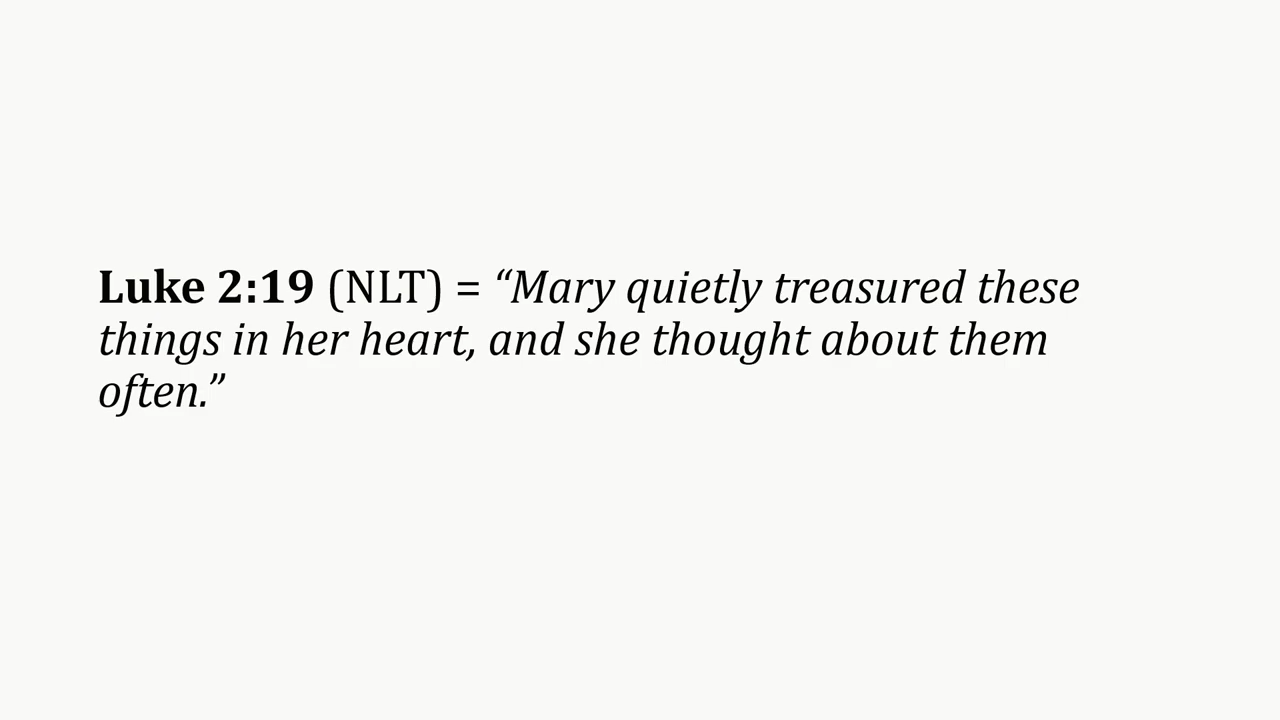 Luke 2:19 (NLT) = “Mary quietly treasured these
things in her heart, and she thought about them
often.”